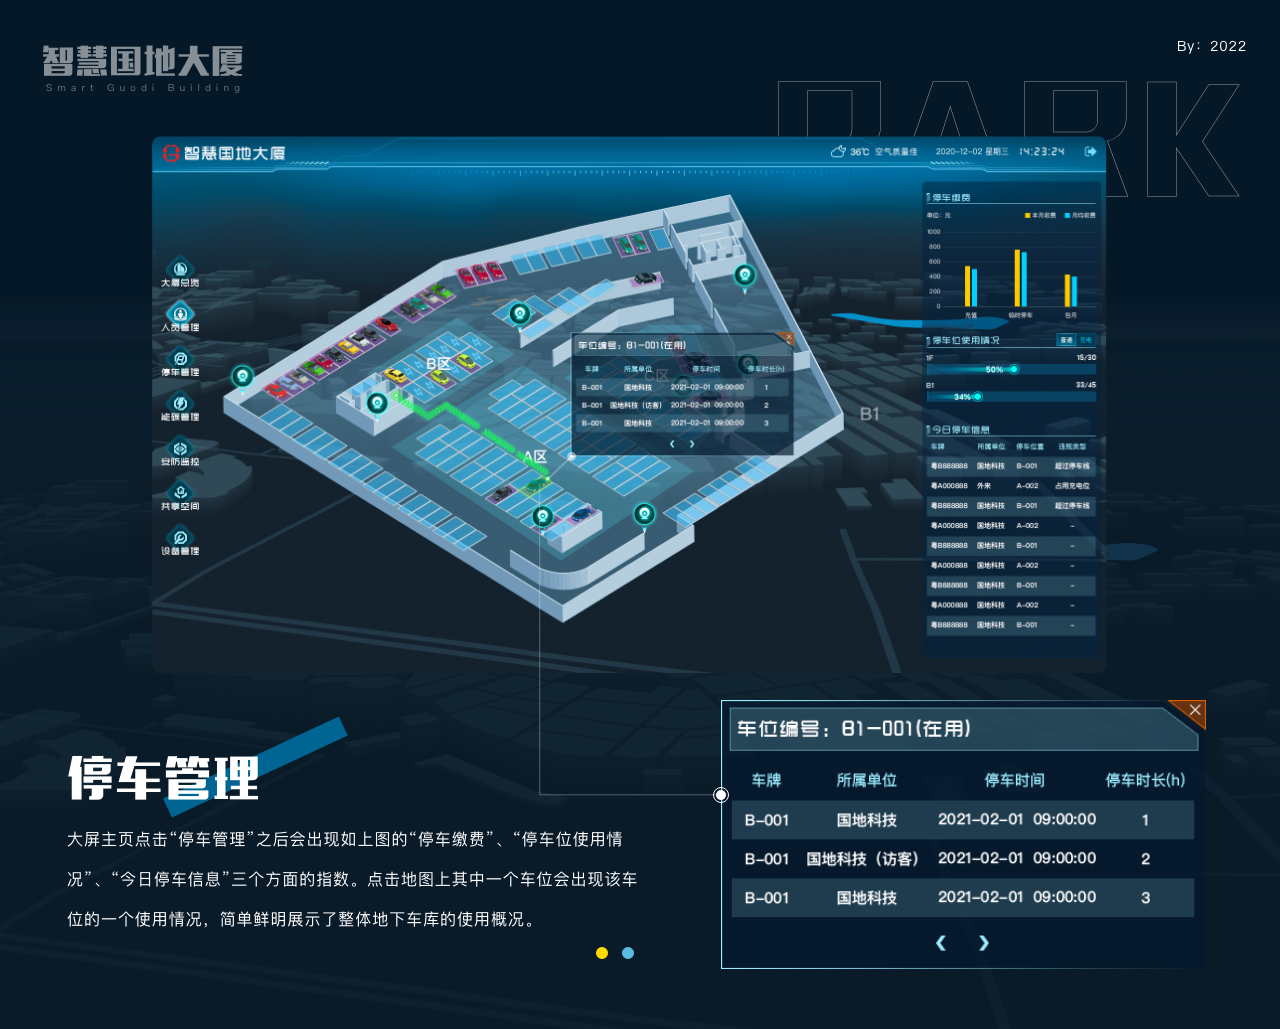 智慧国地大厦
Smart Guodi Building
By：2022
PARK
智慧国地大厦
36℃ 空气质量佳
2020-12-02 星期三
14:23:24
大厦总览
人员管理
停车管理
能碳管理
安防监控
共享空间
设备管理
B区
A区
C区
B1
车位编号：B1-001(在用)
车牌 所属单位 停车时间 停车时长(h)
B-001 国地科技 2021-02-01 09:00:00 1
B-001 国地科技（访客） 2021-02-01 09:00:00 2
B-001 国地科技 2021-02-01 09:00:00 3
停车缴费
单位：元 本月收费 月均收费
1000
800
600
400
200
0
充值 临时停车 包月
停车位使用情况 普通 充电
1F 15/30
50%
B1 33/45
34%
今日停车信息
车牌 所属单位 停车位置 违规类型
粤B888888 国地科技 B-001 超过停车线
粤A000888 外来 A-002 占用充电位
粤B888888 国地科技 B-001 超过停车线
粤A000888 国地科技 A-002 -
粤B888888 国地科技 B-001 -
粤A000888 国地科技 A-002 -
粤B888888 国地科技 B-001 -
粤A000888 国地科技 A-002 -
粤B888888 国地科技 B-001 -
停车管理
大屏主页点击“停车管理”之后会出现如上图的“停车缴费”、“停车位使用情
况”、“今日停车信息”三个方面的指数。点击地图上其中一个车位会出现该车
位的一个使用情况，简单鲜明展示了整体地下车库的使用概况。
车位编号：B1-001(在用)
车牌 所属单位 停车时间 停车时长(h)
B-001 国地科技 2021-02-01 09:00:00 1
B-001 国地科技（访客） 2021-02-01 09:00:00 2
B-001 国地科技 2021-02-01 09:00:00 3